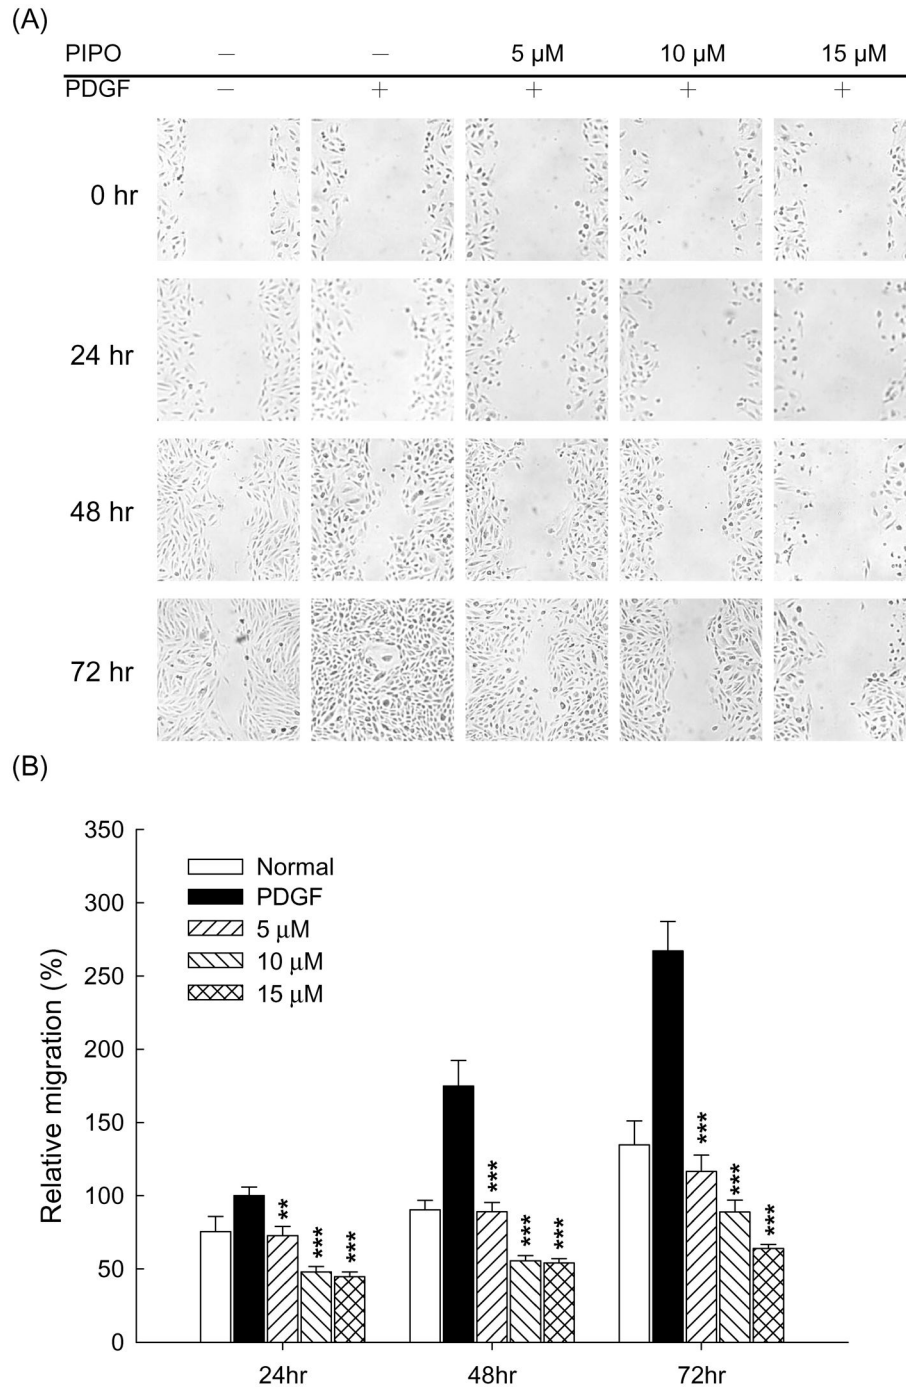 (A)
PIPO — — 5 µM 10 µM 15 µM
PDGF — + + + +
0 hr
24 hr
48 hr
72 hr
(B)
350
300
250
200
150
100
50
0
Relative migration (%)
Normal
PDGF
5 µM
10 µM
15 µM
** *** ***
*** *** ***
*** *** ***
24hr 48hr 72hr